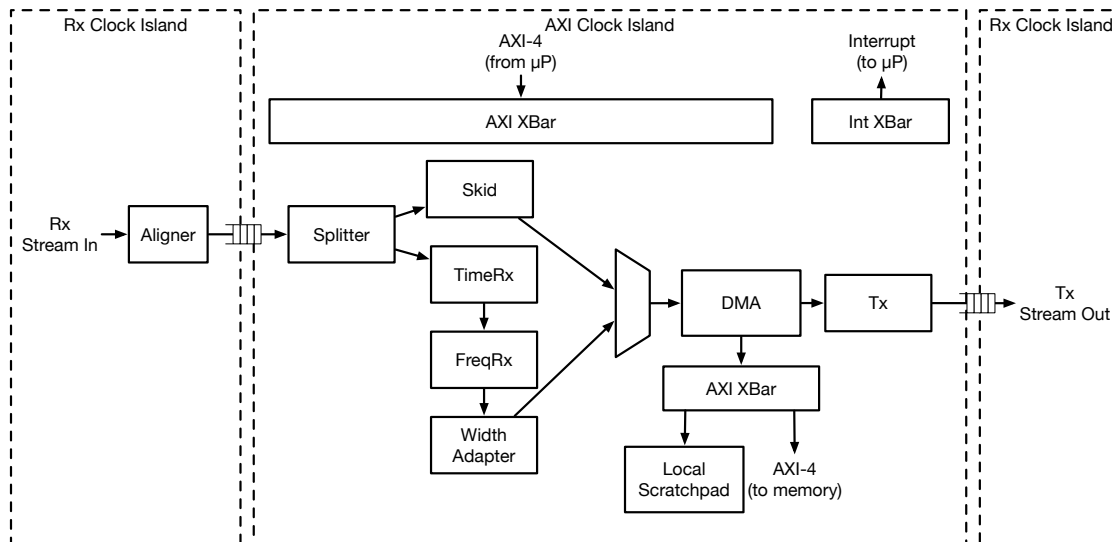 Rx Clock Island
AXI Clock Island
Rx Clock Island
AXI-4
(from µP)
Interrupt
(to µP)
AXI XBar
Int XBar
Skid
Rx
Stream In
Aligner
Splitter
TimeRx
DMA
Tx
Tx
Stream Out
FreqRx
AXI XBar
Width
Adapter
Local
Scratchpad
AXI-4
(to memory)